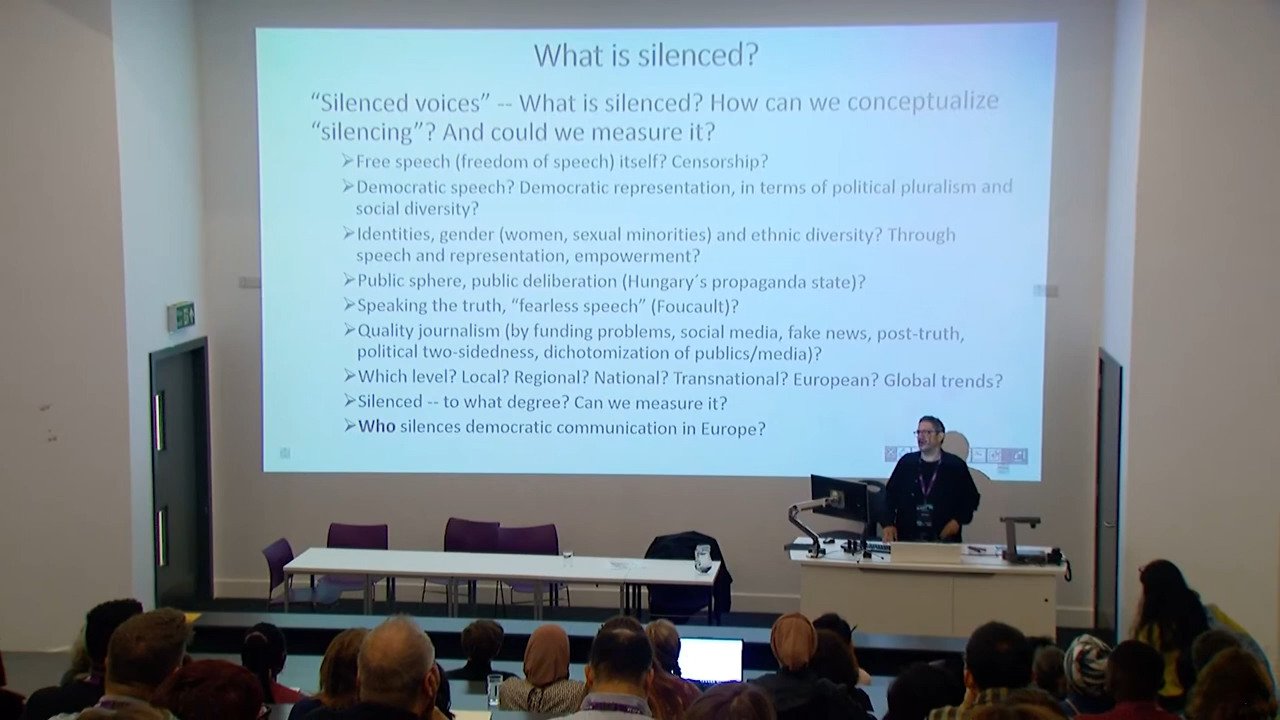 What is silenced?
“Silenced voices” -- What is silenced? How can we conceptualize
“silencing”? And could we measure it?
➢Free speech (freedom of speech) itself? Censorship?
➢Democratic speech? Democratic representation, in terms of political pluralism and
social diversity?
➢Identities, gender (women, sexual minorities) and ethnic diversity? Through
speech and representation, empowerment?
➢Public sphere, public deliberation (Hungary´s propaganda state)?
➢Speaking the truth, “fearless speech” (Foucault)?
➢Quality journalism (by funding problems, social media, fake news, post-truth,
political two-sidedness, dichotomization of publics/media)?
➢Which level? Local? Regional? National? Transnational? European? Global trends?
➢Silenced -- to what degree? Can we measure it?
➢Who silences democratic communication in Europe?